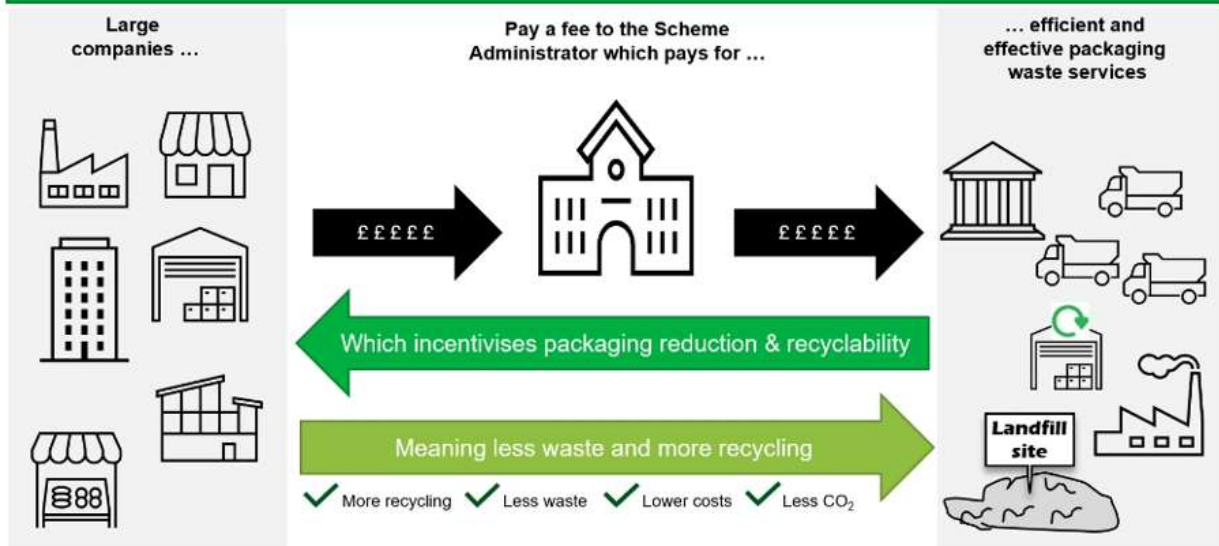 Large
companies …
Pay a fee to the Scheme
Administrator which pays for …
… efficient and
effective packaging
waste services
£ £ £ £ £
£ £ £ £ £
Which incentivises packaging reduction & recyclability
Meaning less waste and more recycling
Landfill
site
More recycling
Less waste
Lower costs
Less CO₂
88